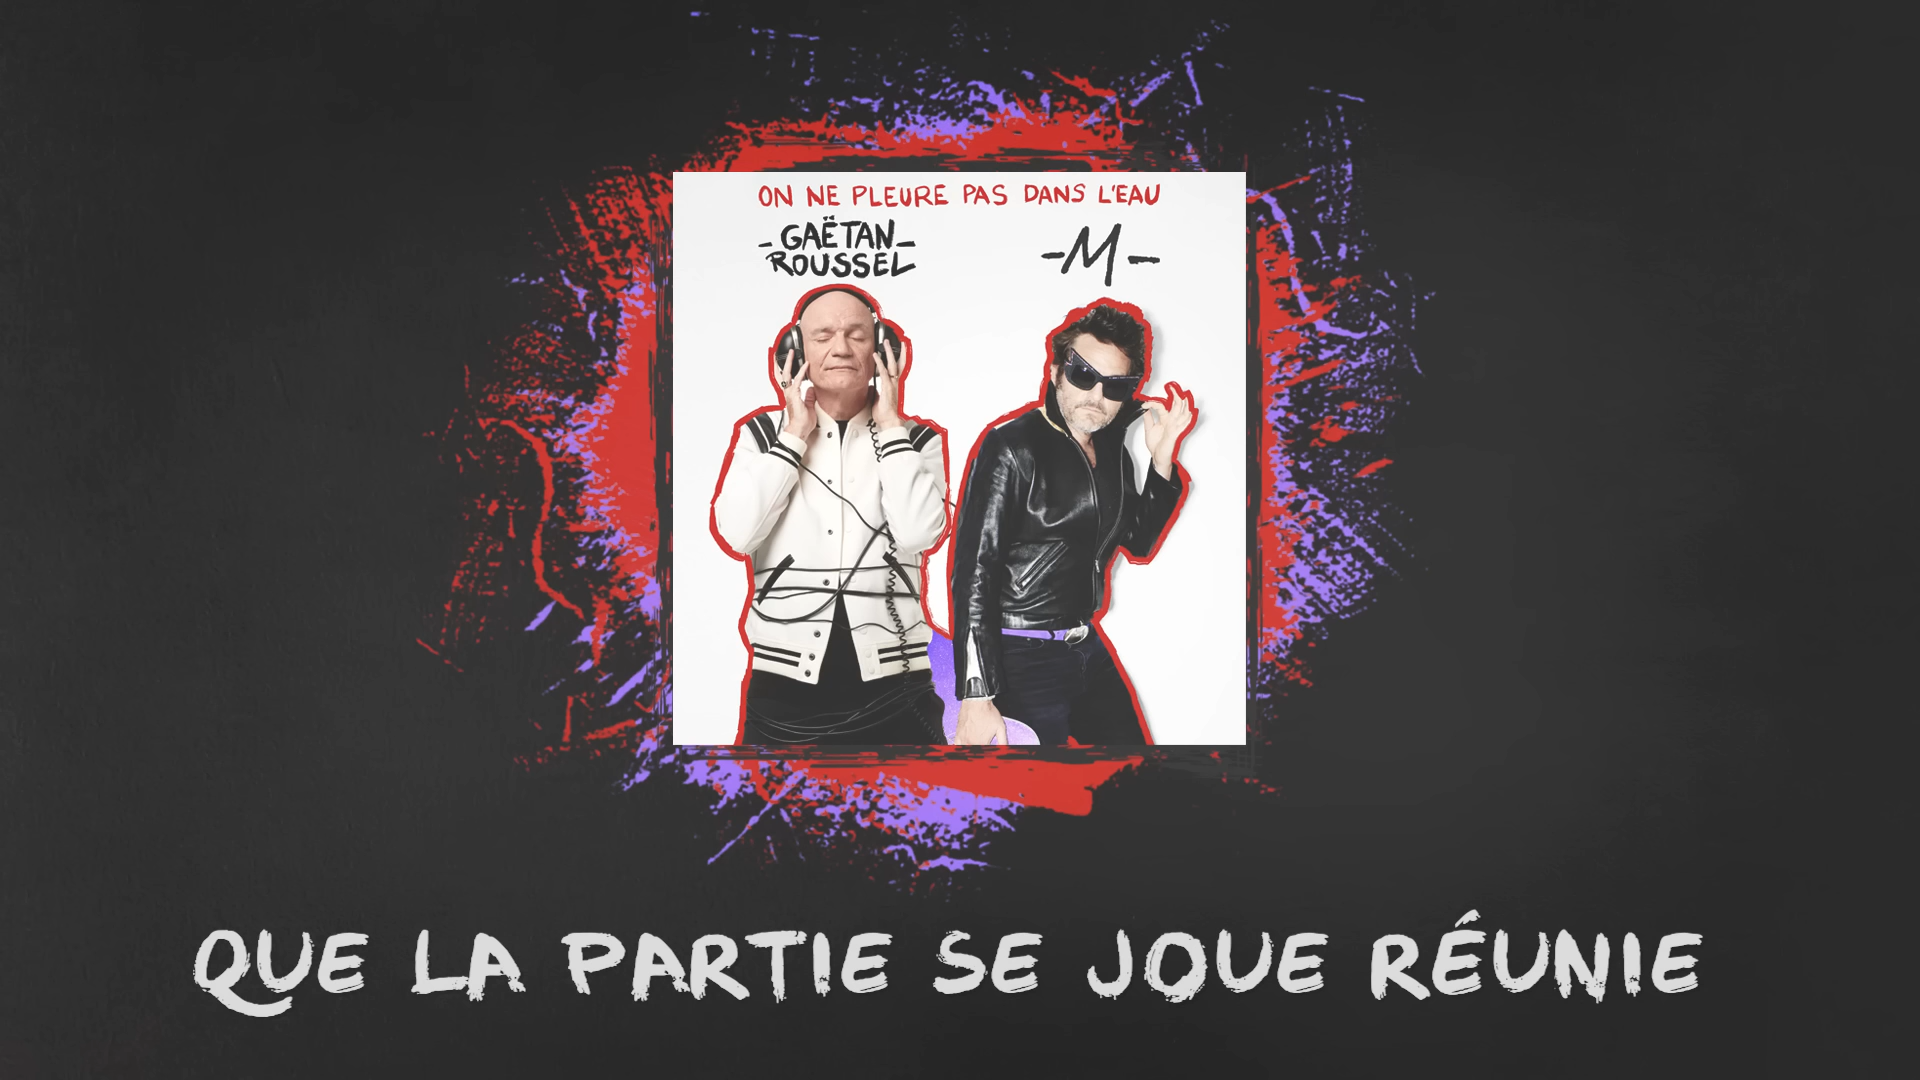 ON NE PLEURE PAS DANS L'EAU
- GAËTAN -
ROUSSEL
- M -
QUE LA PARTIE SE JOUE RÉUNIE